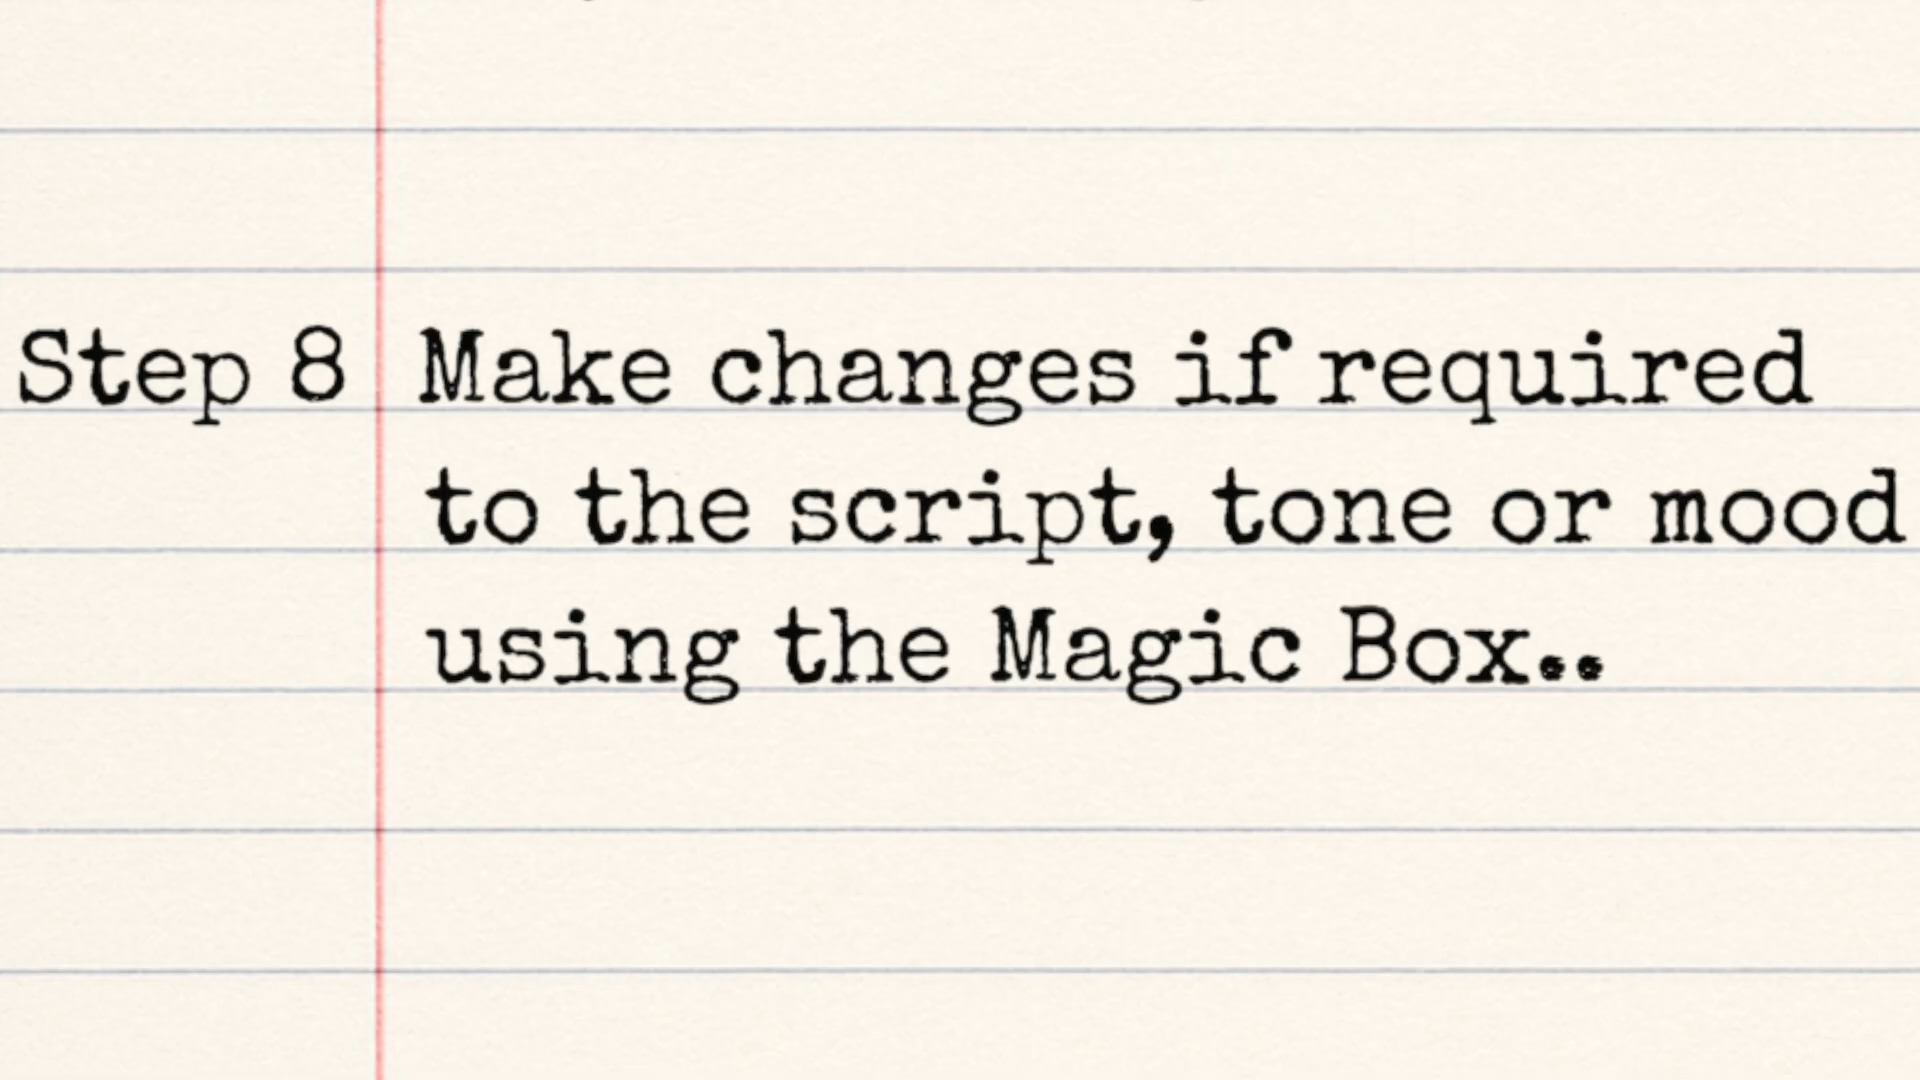 Step 8 Make changes if required
to the script, tone or mood
using the Magic Box..